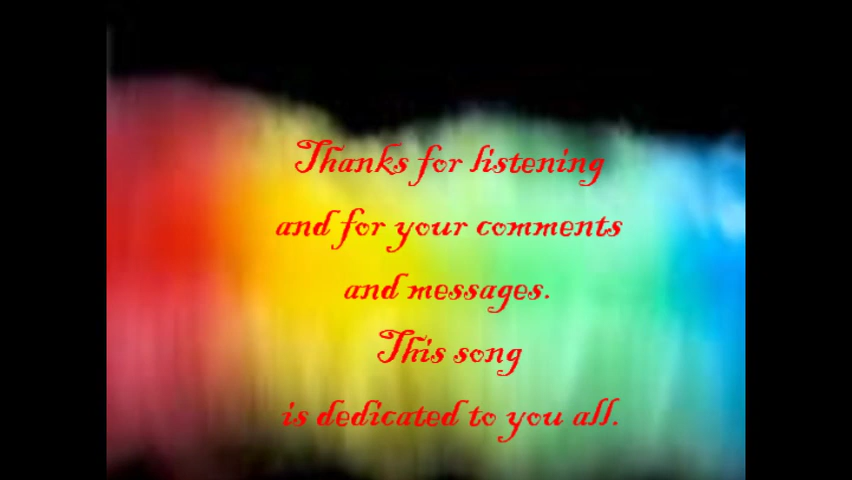 Thanks for listening
and for your comments
and messages.
This song
is dedicated to you all.